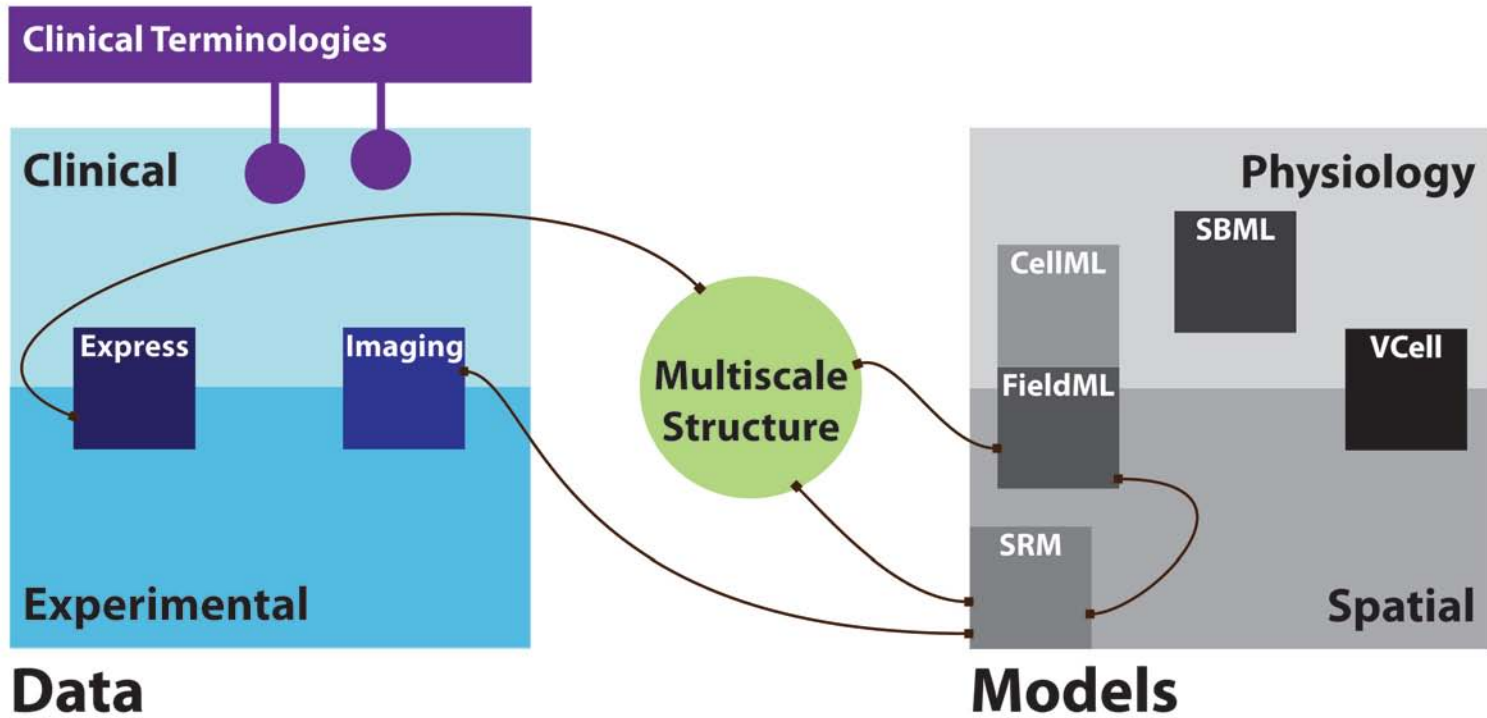 Clinical Terminologies
Clinical
Express
Imaging
Experimental
Data
Multiscale
Structure
Physiology
SBML
CellML
VCell
FieldML
SRM
Spatial
Models